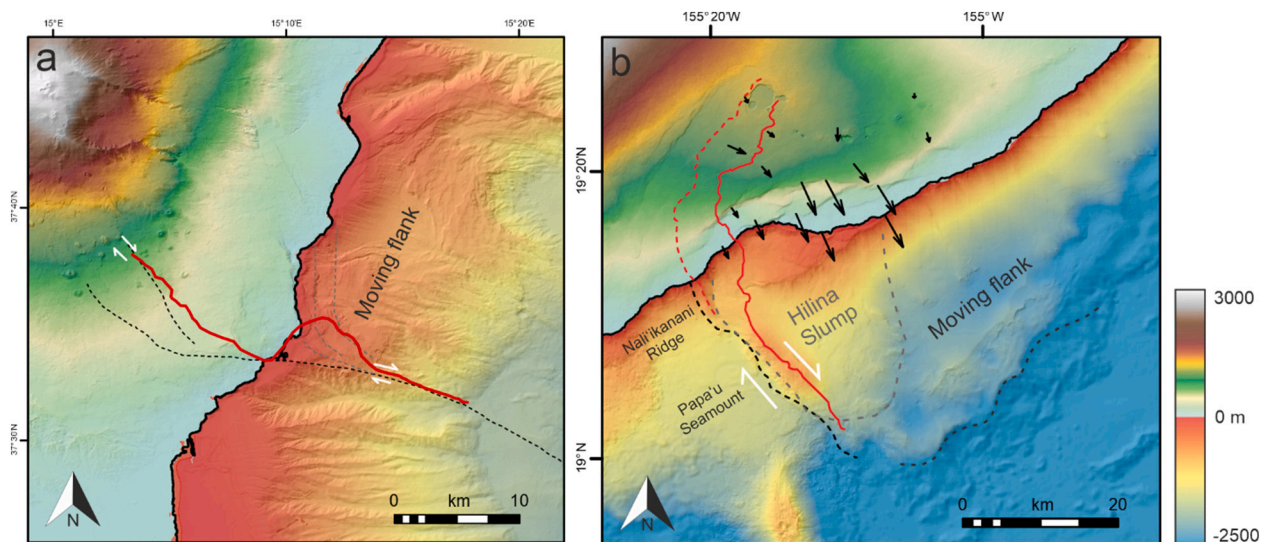 15°E
15°10'E
15°20'E
a
37°40'N
37°30'N
Moving flank
N
0 km 10
155°20'W
155°W
b
19°20'N
19°N
Nali'ikanani
Ridge
Papa'u
Seamount
Hilina
Slump
Moving flank
N
0 km 20
3000
0 m
-2500